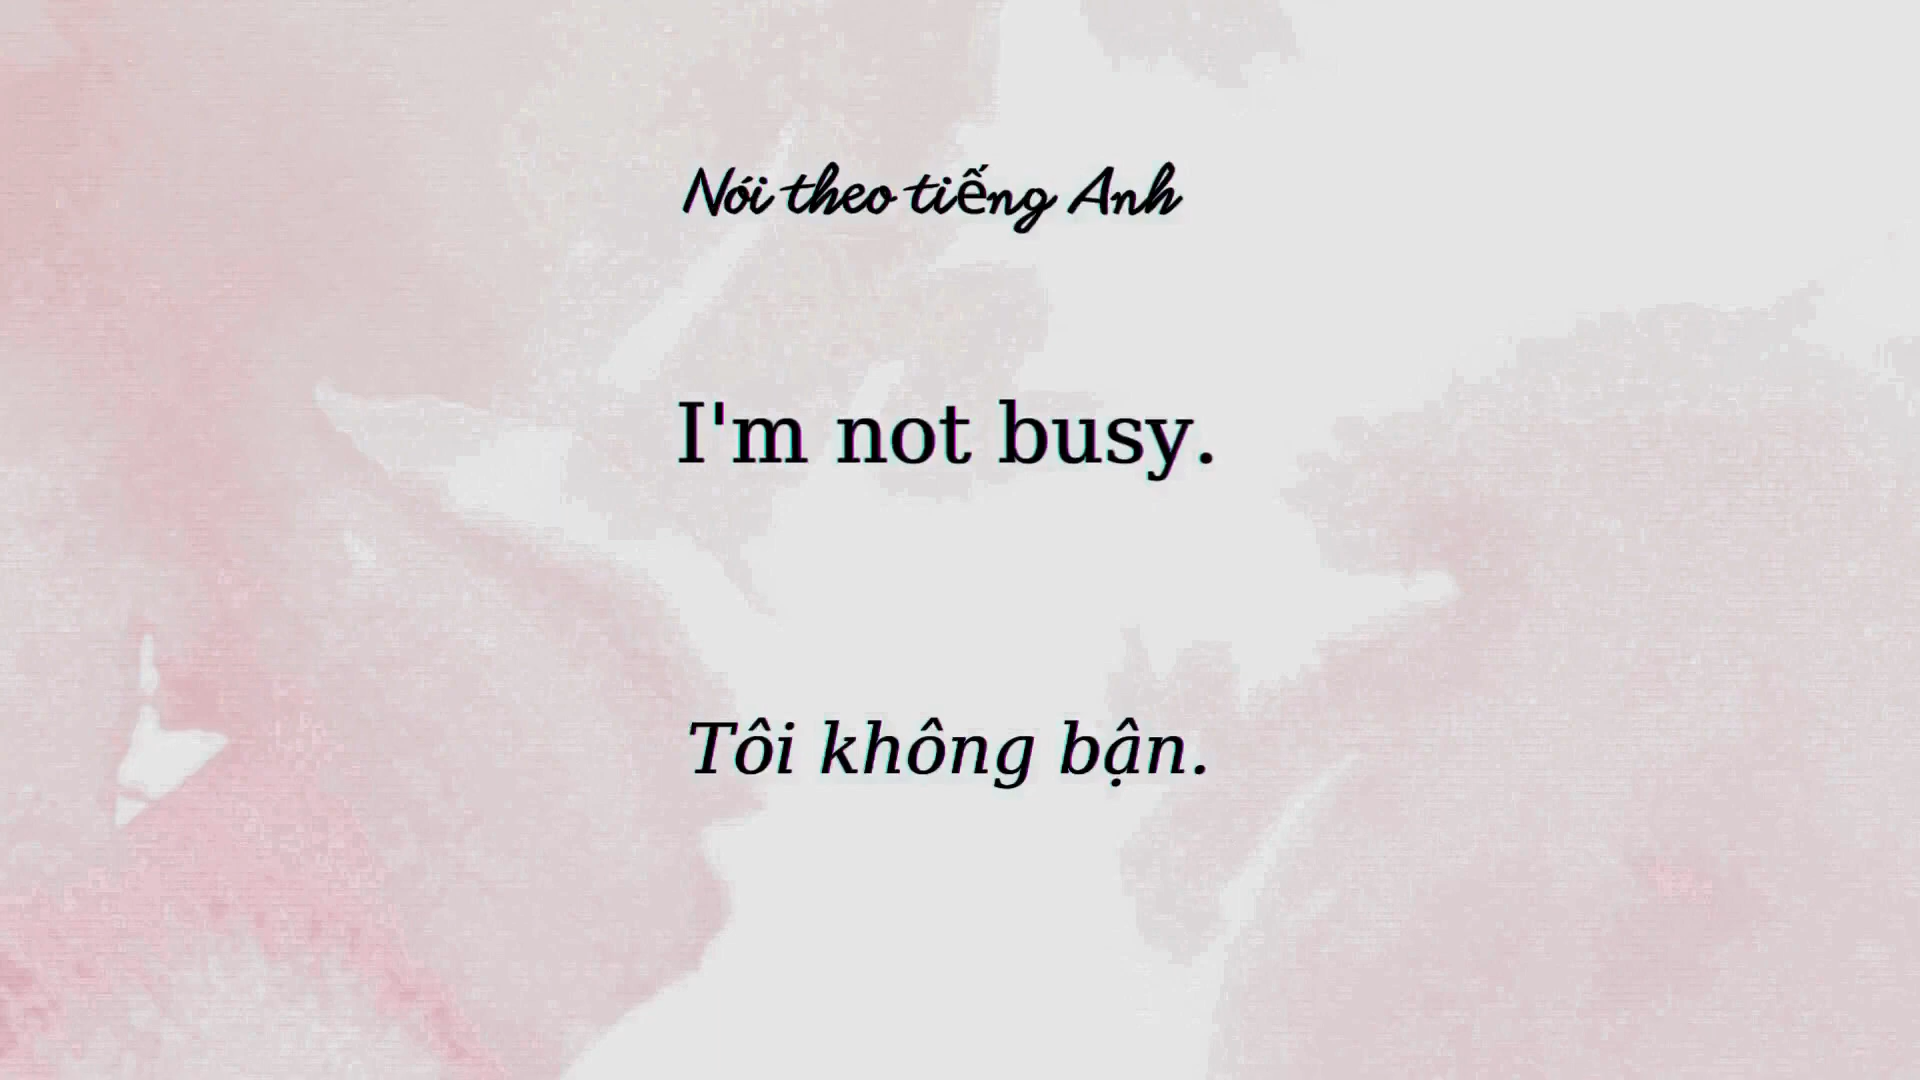 Nói theo tiếng Anh
I'm not busy.
Tôi không bận.